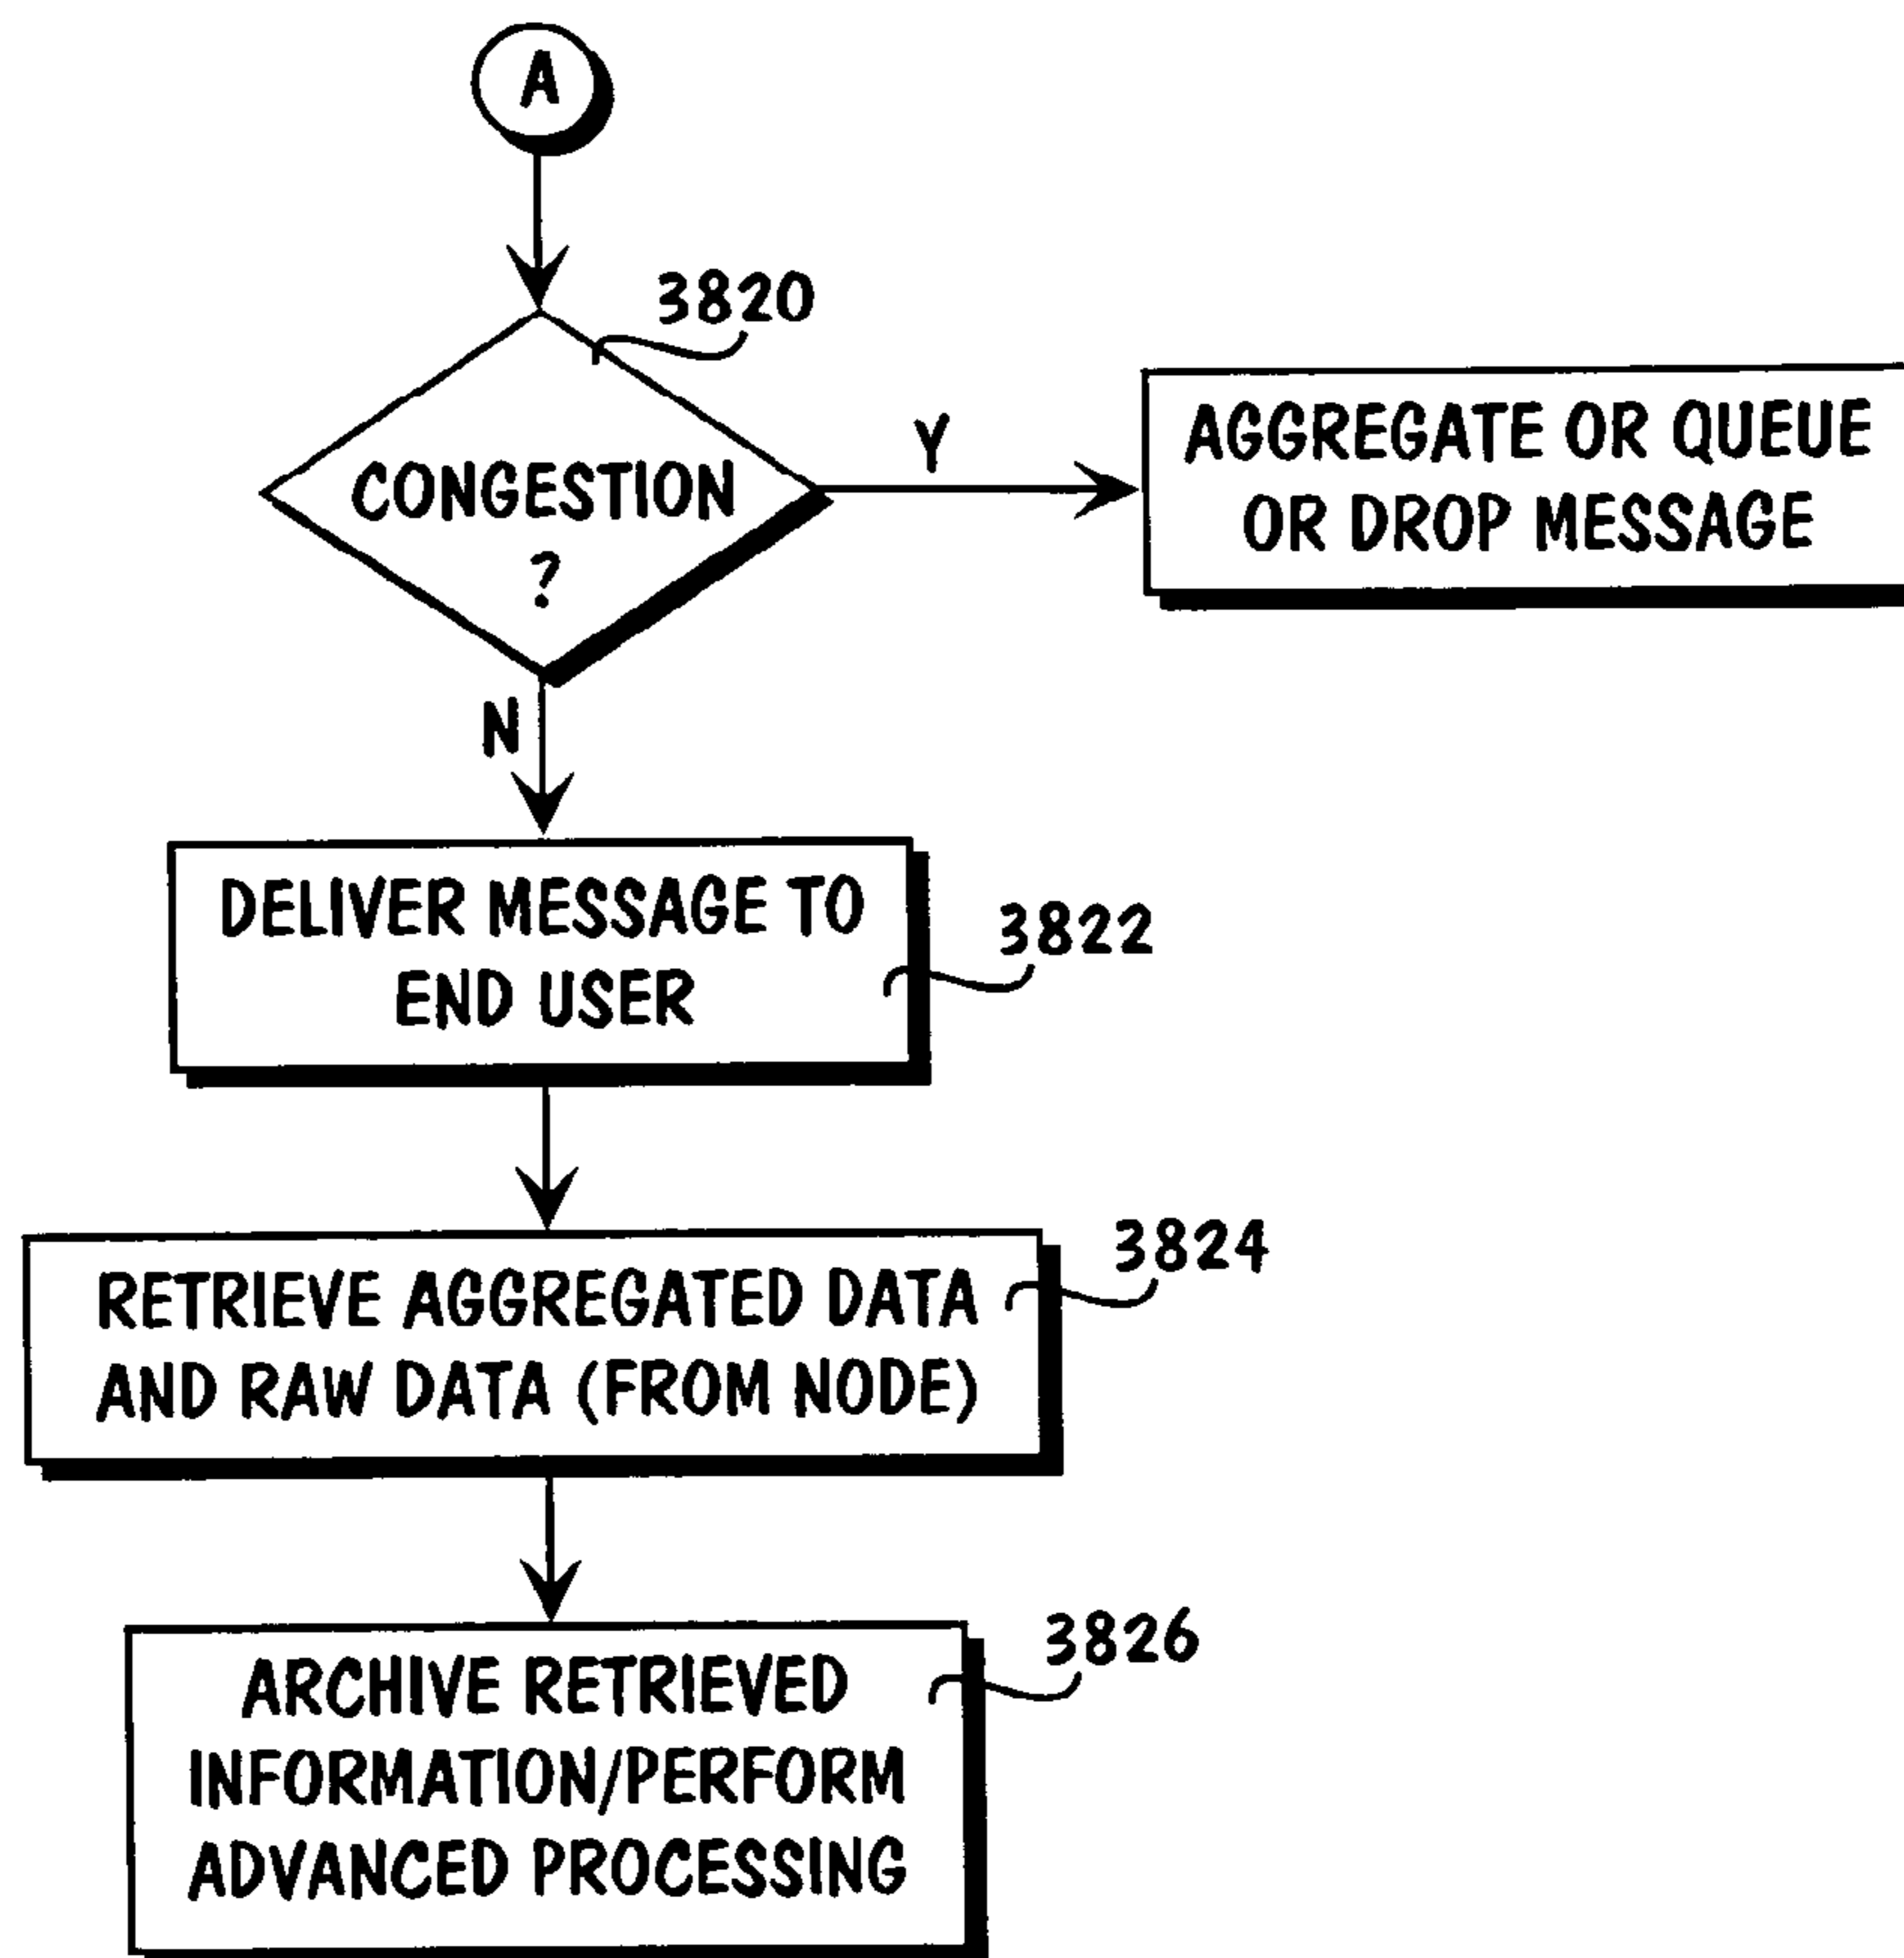 A
3820
CONGESTION
?
Y
AGGREGATE OR QUEUE
OR DROP MESSAGE
N
DELIVER MESSAGE TO
END USER
3822
3824
RETRIEVE AGGREGATED DATA
AND RAW DATA (FROM NODE)
3826
ARCHIVE RETRIEVED
INFORMATION/PERFORM
ADVANCED PROCESSING